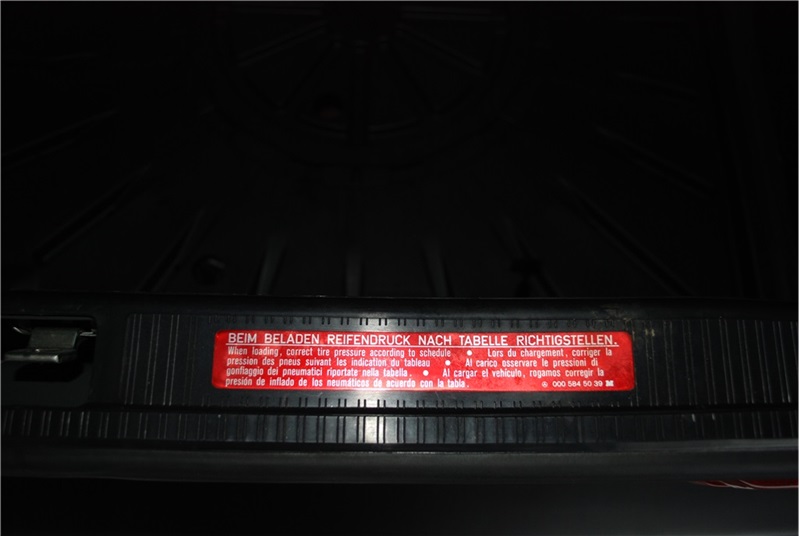 BEIM BELADEN REIFENDRUCK NACH TABELLE RICHTIGSTELLEN.
When loading, correct tire pressure according to schedule • Lors du chargement, corriger la
pression des pneus suivant les indication du tableau • Al carico osservare le pressioni di
gonfiaggio dei pneumatici riportate nella tabella. • Al cargar el vehículo, rogamos corregir la
presión de inflado de los neumáticos de acuerdo con la tabla. 000 584 50 39